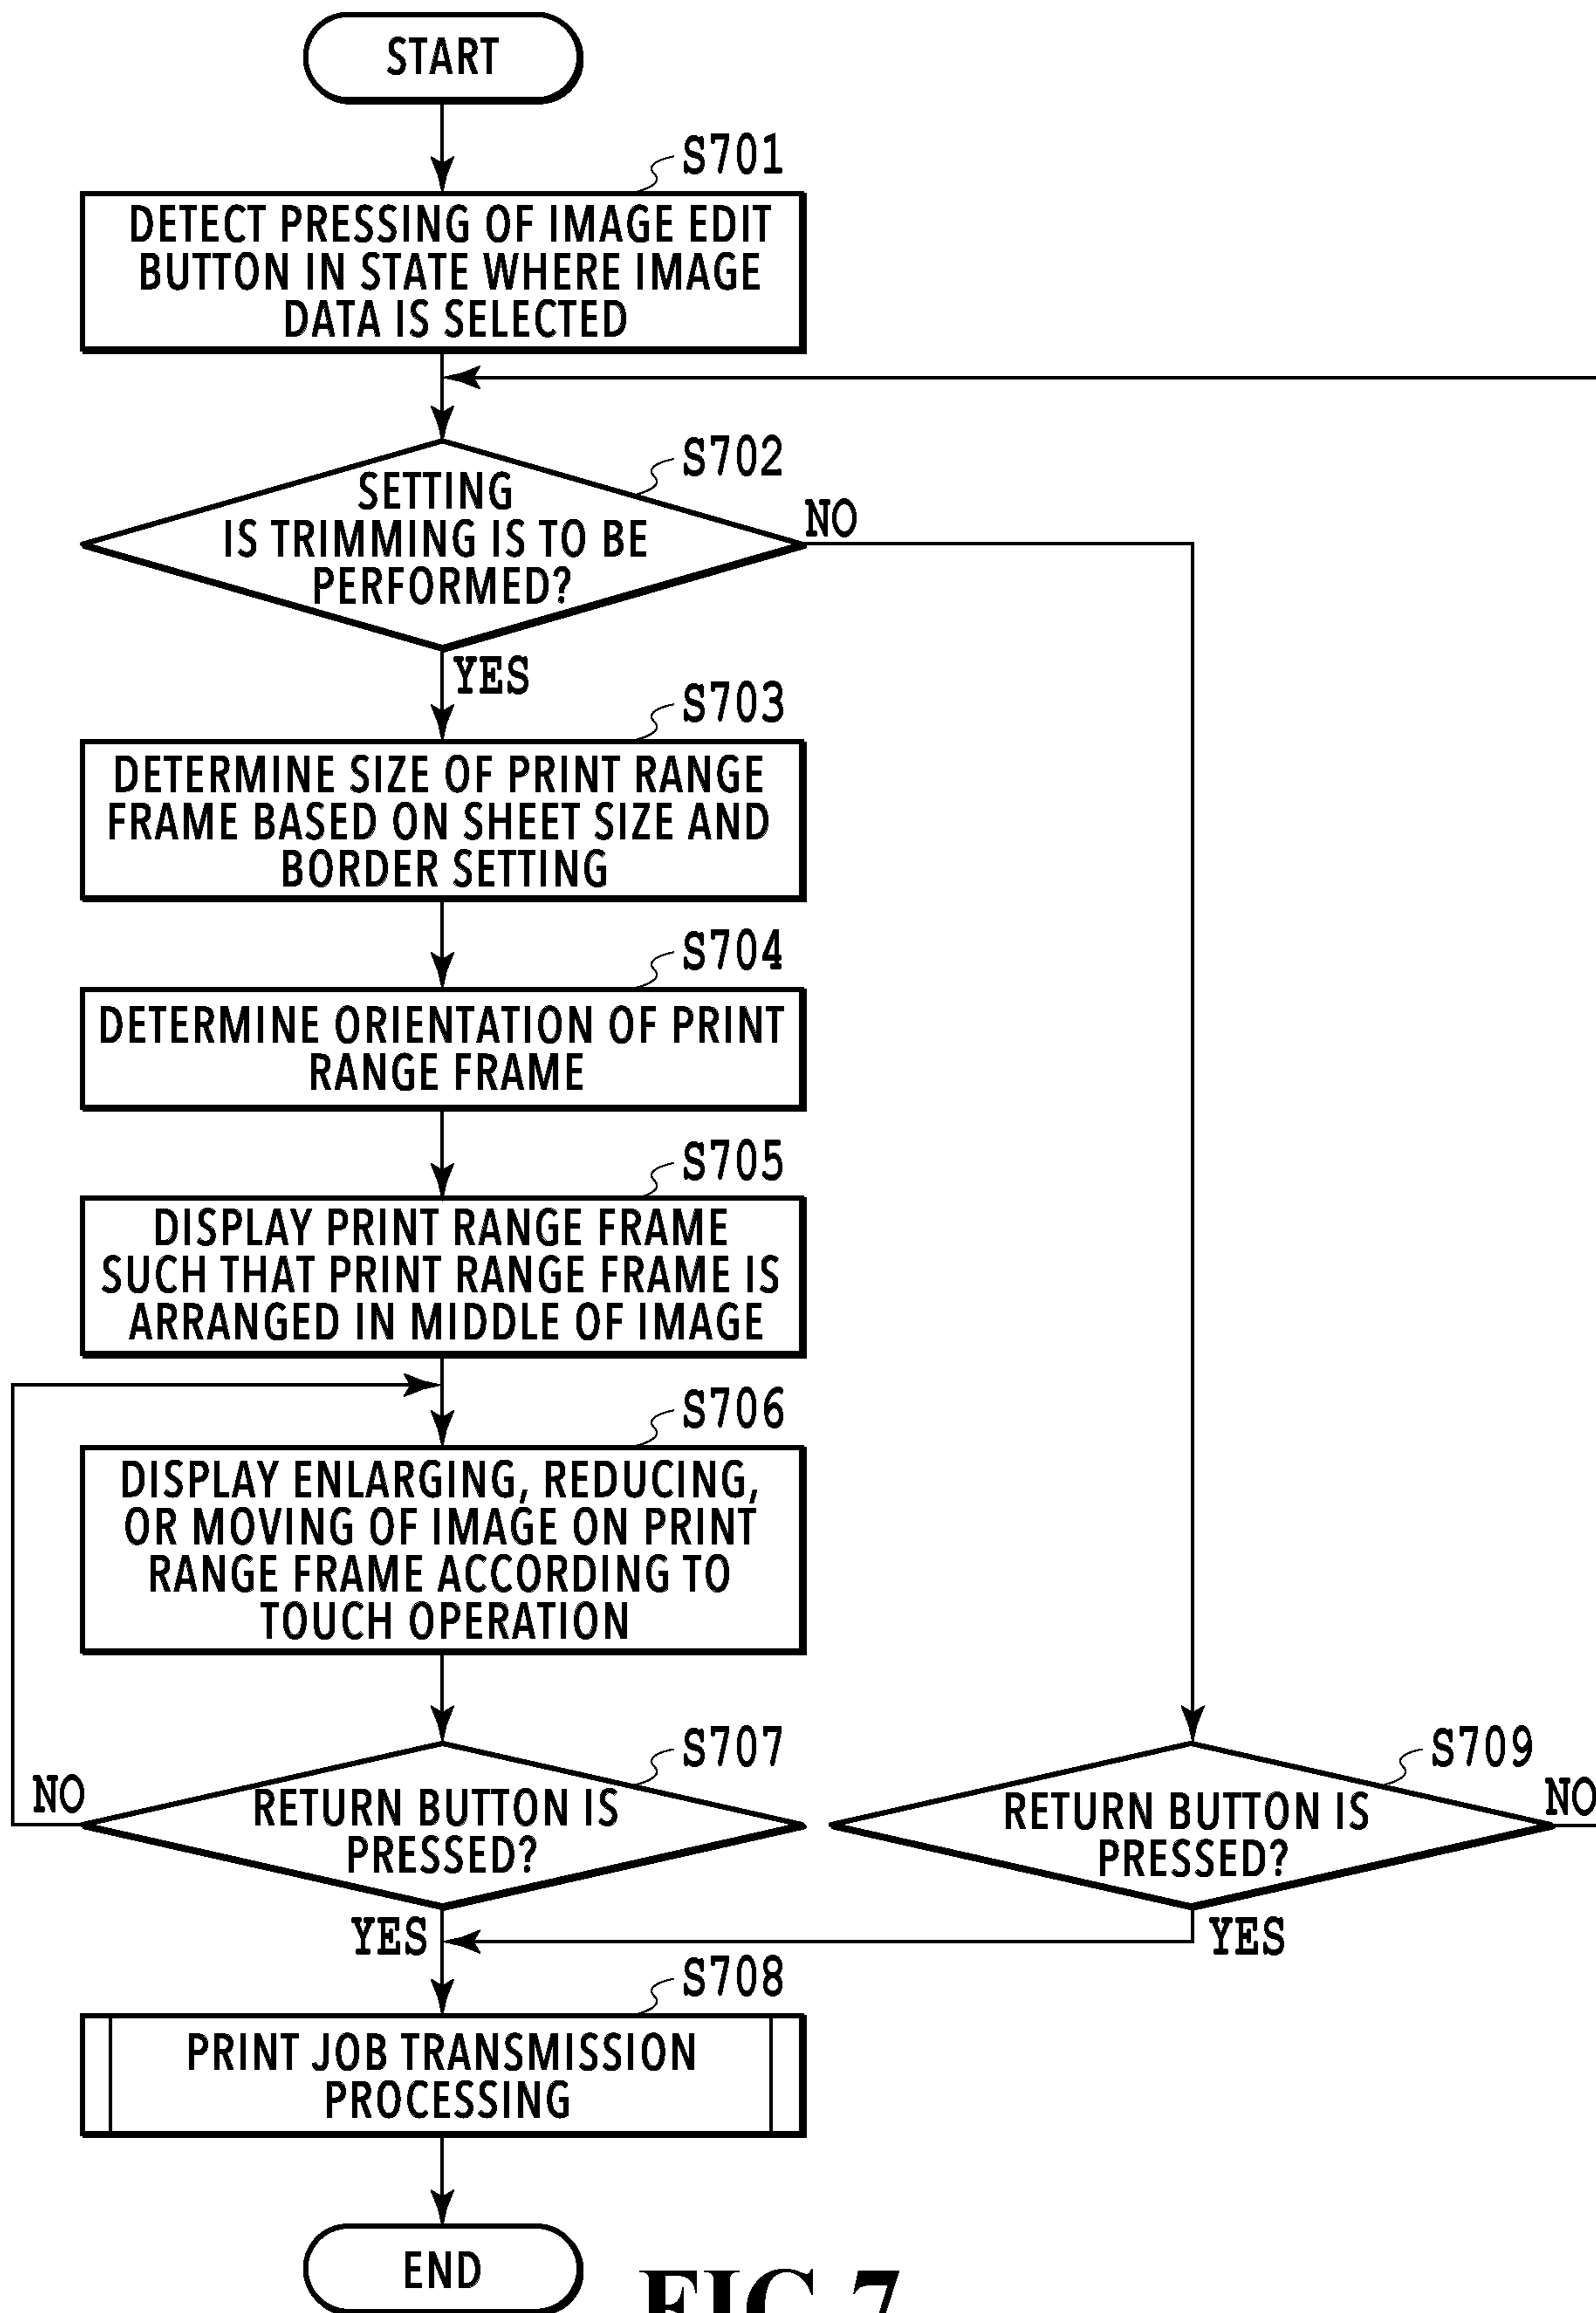 START
S701
DETECT PRESSING OF IMAGE EDIT
BUTTON IN STATE WHERE IMAGE
DATA IS SELECTED
S702
SETTING
IS TRIMMING IS TO BE
PERFORMED?
NO
YES
S703
DETERMINE SIZE OF PRINT RANGE
FRAME BASED ON SHEET SIZE AND
BORDER SETTING
S704
DETERMINE ORIENTATION OF PRINT
RANGE FRAME
S705
DISPLAY PRINT RANGE FRAME
SUCH THAT PRINT RANGE FRAME IS
ARRANGED IN MIDDLE OF IMAGE
S706
DISPLAY ENLARGING, REDUCING,
OR MOVING OF IMAGE ON PRINT
RANGE FRAME ACCORDING TO
TOUCH OPERATION
S707
NO
RETURN BUTTON IS
PRESSED?
YES
S709
RETURN BUTTON IS
PRESSED?
NO
YES
S708
PRINT JOB TRANSMISSION
PROCESSING
END
FIG.7